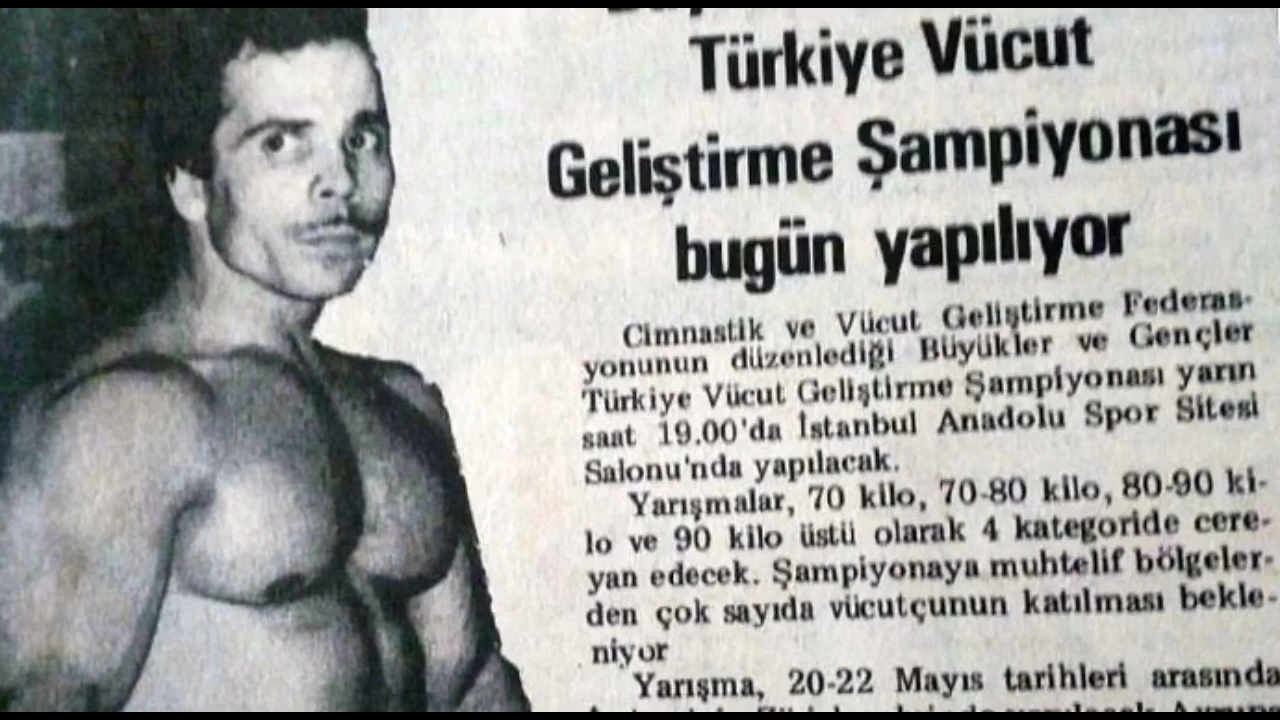 Türkiye Vücut
Geliştirme Şampiyonası
bugün yapılıyor
Cimnastik ve Vücut Geliştirme Federas-
yonunun düzenlediği Büyükler ve Gençler
Türkiye Vücut Geliştirme Şampiyonası yarın
saat 19.00'da İstanbul Anadolu Spor Sitesi
Salonu'nda yapılacak.
Yarışmalar, 70 kilo, 70-80 kilo, 80-90 ki-
lo ve 90 kilo üstü olarak 4 kategoride cere-
yan edecek. Şampiyonaya muhtelif bölgeler-
den çok sayıda vücutçunun katılması bekle-
niyor
Yarışma, 20-22 Mayıs tarihleri arasında